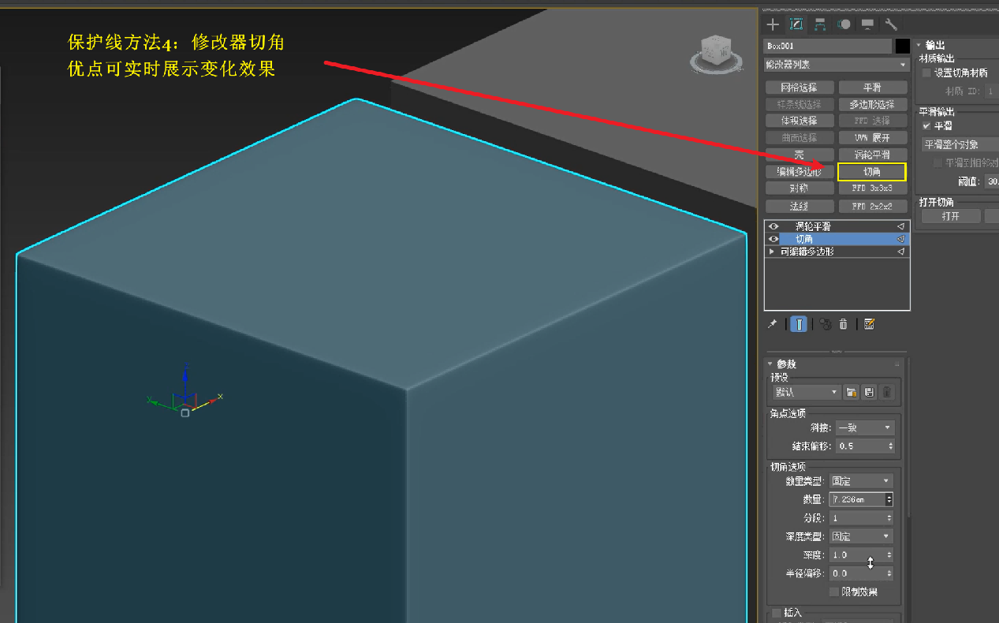 保护线方法4：修改器切角
优点可实时展示变化效果
Box001
修改器列表
网格选择
平滑
样条线选择
多边形选择
体积选择
FFD 选择
曲面选择
UVW 展开
壳
涡轮平滑
编辑多边形
切角
对称
FFD 3x3x3
法线
FFD 2x2x2
涡轮平滑
切角
可编辑多边形
参数
预设
默认
角点选项
斜接: 一致
结束偏移: 0.5
切角选项
数量类型: 固定
数量: 7.236cm
分段: 1
深度类型: 固定
深度: 1.0
半径偏移: 0.0
限制效果
插入
输出
材质输出
设置切角材质
材质 ID: 1
平滑输出
平滑
平滑整个对象
平滑到相邻对
阈值: 30.
打开切角
打开
z
y
x